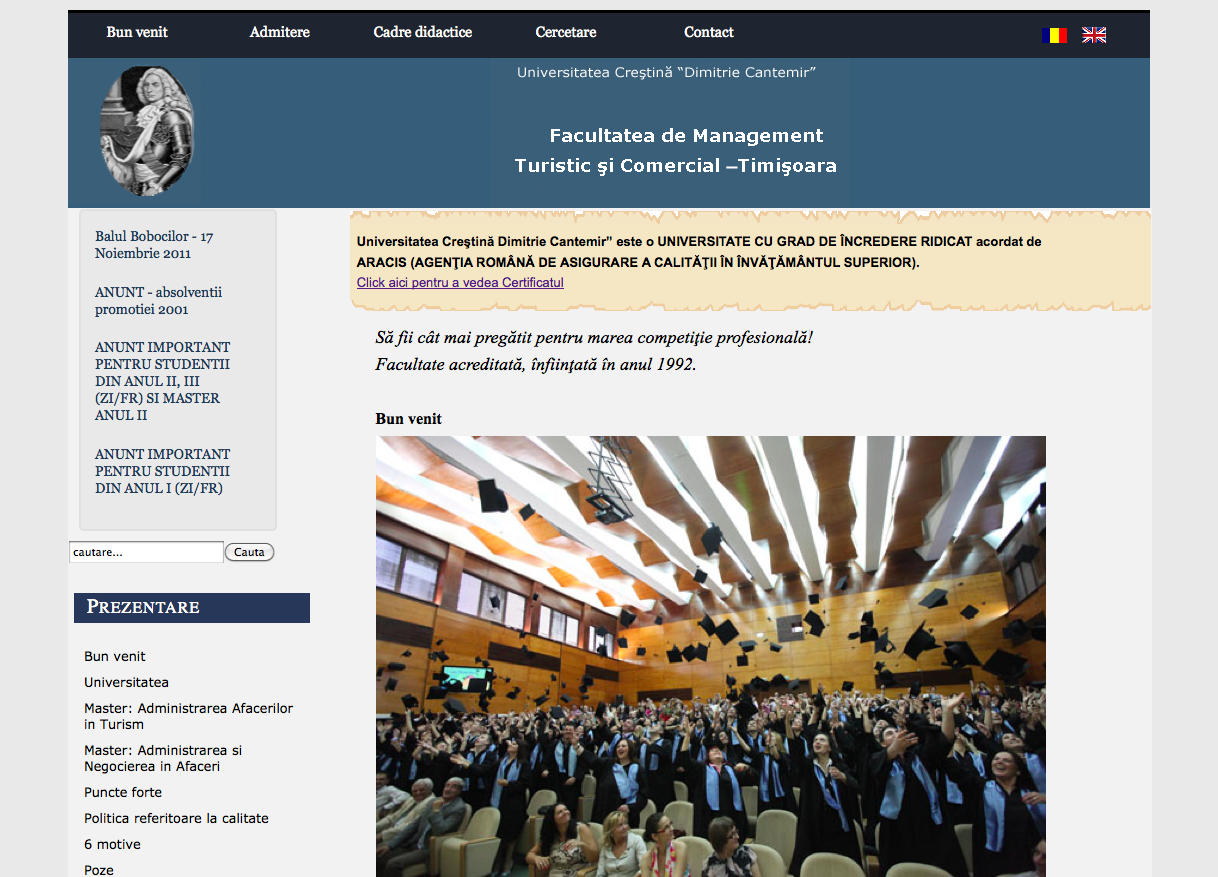 Bun venit
Admitere
Cadre didactice
Cercetare
Contact
Universitatea Creştină “Dimitrie Cantemir”
Facultatea de Management
Turistic şi Comercial –Timişoara
Balul Bobocilor - 17
Noiembrie 2011
ANUNT - absolventii
promotiei 2001
ANUNT IMPORTANT
PENTRU STUDENTII
DIN ANUL II, III
(ZI/FR) SI MASTER
ANUL II
ANUNT IMPORTANT
PENTRU STUDENTII
DIN ANUL I (ZI/FR)
cautare...
Cauta
PREZENTARE
Bun venit
Universitatea
Master: Administrarea Afacerilor
in Turism
Master: Administrarea si
Negocierea in Afaceri
Puncte forte
Politica referitoare la calitate
6 motive
Poze
Universitatea Creştină Dimitrie Cantemir” este o UNIVERSITATE CU GRAD DE ÎNCREDERE RIDICAT acordat de
ARACIS (AGENŢIA ROMÂNĂ DE ASIGURARE A CALITĂŢII ÎN ÎNVĂŢĂMÂNTUL SUPERIOR).
Click aici pentru a vedea Certificatul
Să fii cât mai pregătit pentru marea competiţie profesională!
Facultate acreditată, înfiinţată în anul 1992.
Bun venit